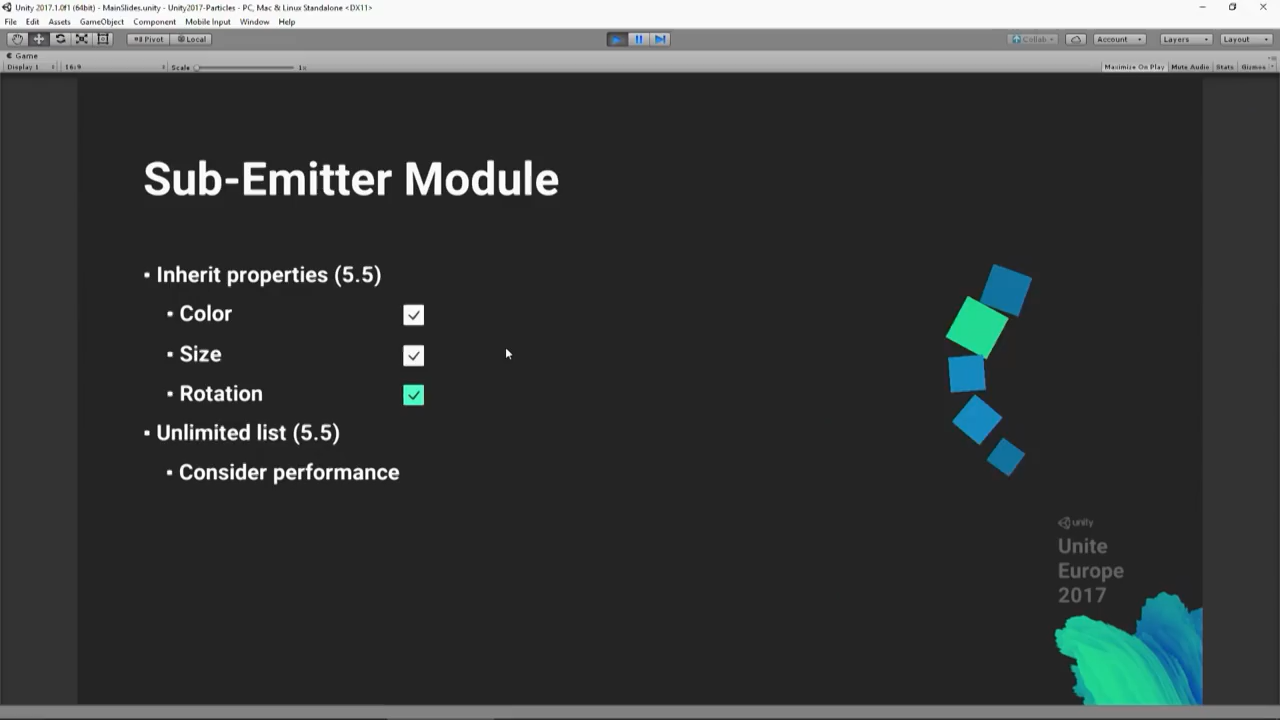 Unity 2017.1.0f1 (64bit) - MainSlides.unity - Unity2017-Particles - PC, Mac & Linux Standalone <DX11>
File Edit Assets GameObject Component Mobile Input Window Help
Pivot Local Collab Account Layers Layout
Game
Display 1 16:9 Scale 1x Maximize On Play Mute Audio Stats Gizmos
Sub-Emitter Module
▪ Inherit properties (5.5)
▪ Color
▪ Size
▪ Rotation
▪ Unlimited list (5.5)
▪ Consider performance
unity
Unite
Europe
2017